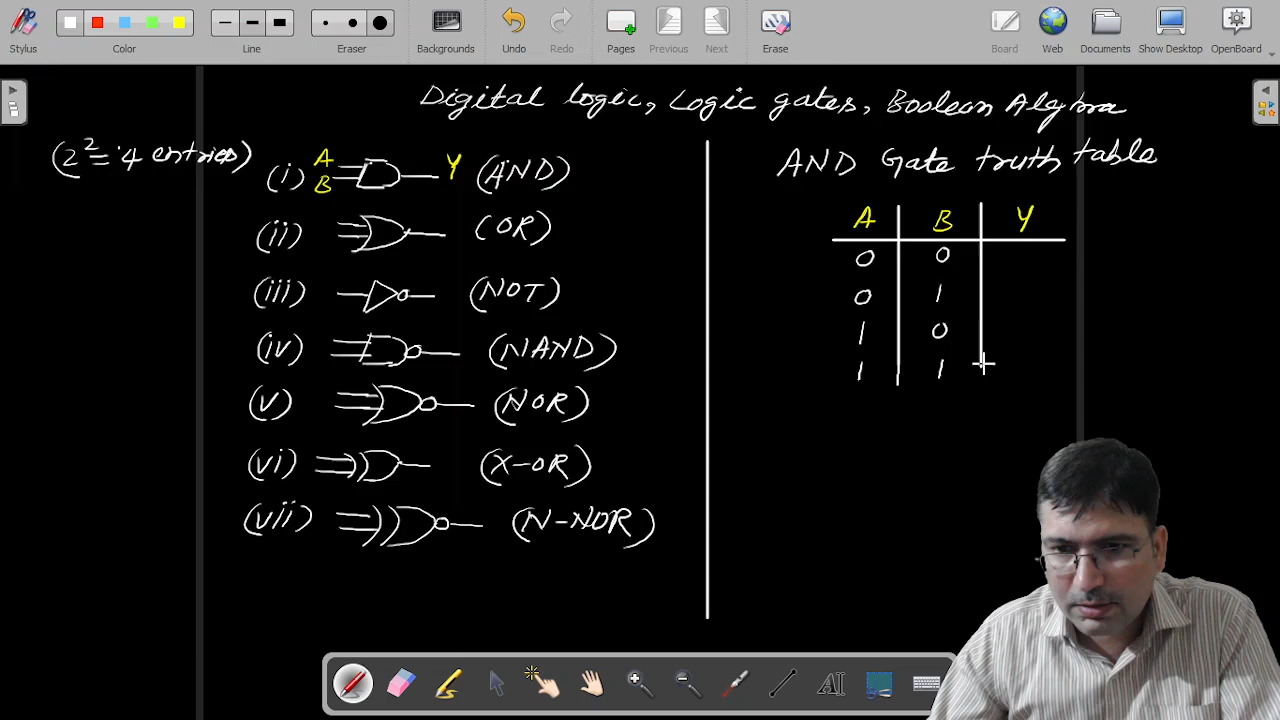 Stylus
Color
Line
Eraser
Backgrounds
Undo
Redo
Pages
Previous
Next
Erase
Board
Web
Documents
Show Desktop
OpenBoard
Digital logic, Logic gates, Boolean Algebra
(2²= 4 entries)
A
B
(i) Y (AND)
(ii) (OR)
(iii) (NOT)
(iv) (NAND)
(v) (NOR)
(vi) (X-OR)
(vii) (N-NOR)
AND Gate truth table
A B Y
0 0
0 1
1 0
1 1